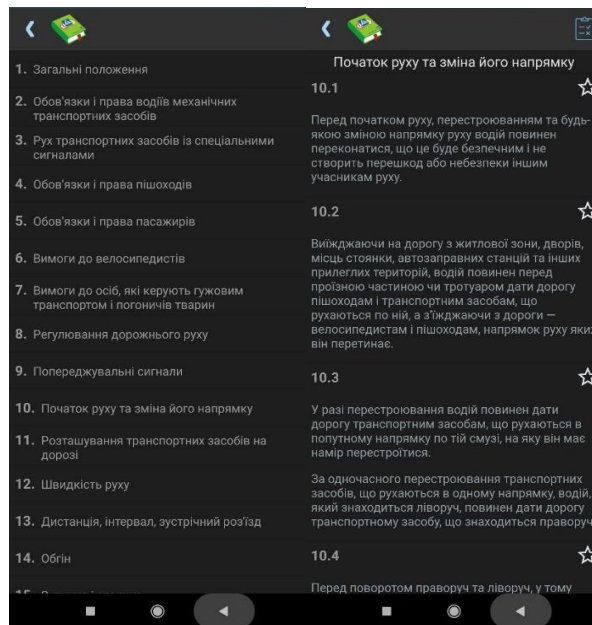 1. Загальні положення
2. Обов'язки і права водіїв механічних
транспортних засобів
3. Рух транспортних засобів із спеціальними
сигналами
4. Обов'язки і права пішоходів
5. Обов'язки і права пасажирів
6. Вимоги до велосипедистів
7. Вимоги до осіб, які керують гужовим
транспортом і погоничів тварин
8. Регулювання дорожнього руху
9. Попереджувальні сигнали
10. Початок руху та зміна його напрямку
11. Розташування транспортних засобів на
дорозі
12. Швидкість руху
13. Дистанція, інтервал, зустрічний роз'їзд
14. Обгін
Початок руху та зміна його напрямку
10.1
Перед початком руху, перестроюванням та будь-
якою зміною напрямку руху водій повинен
переконатися, що це буде безпечним і не
створить перешкод або небезпеки іншим
учасникам руху.
10.2
Виїжджаючи на дорогу з житлової зони, дворів,
місць стоянки, автозаправних станцій та інших
прилеглих територій, водій повинен перед
проїзною частиною чи тротуаром дати дорогу
пішоходам і транспортним засобам, що
рухаються по ній, а з'їжджаючи з дороги —
велосипедистам і пішоходам, напрямок руху яких
він перетинає.
10.3
У разі перестроювання водій повинен дати
дорогу транспортним засобам, що рухаються в
попутному напрямку по тій смузі, на яку він має
намір перестроїтися.
За одночасного перестроювання транспортних
засобів, що рухаються в одному напрямку, водій,
який знаходиться ліворуч, повинен дати дорогу
транспортному засобу, що знаходиться праворуч
10.4
Перед поворотом праворуч та ліворуч, у тому